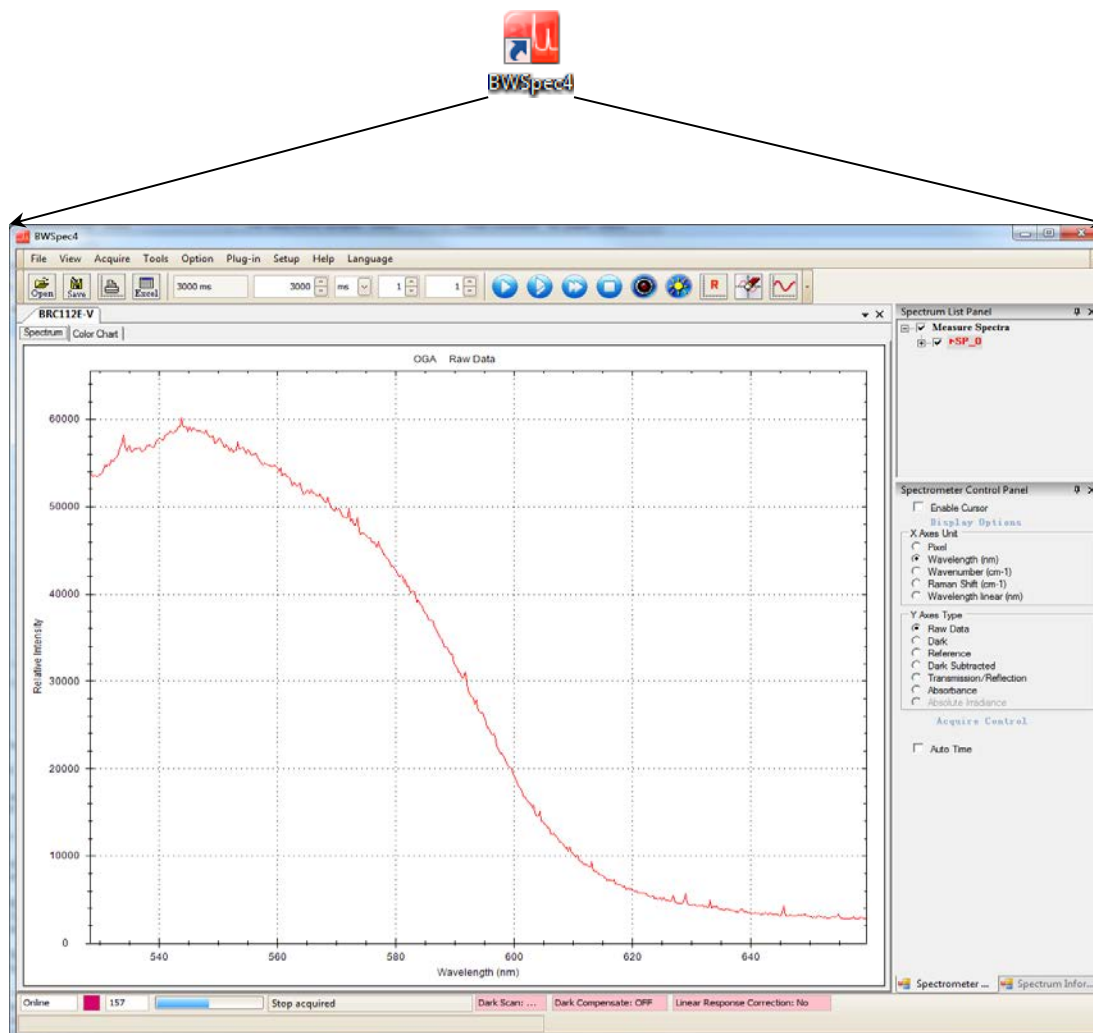 BWSpec4
BWSpec4
File View Acquire Tools Option Plug-in Setup Help Language
Open Save Excel 3000 ms 3000 ms 1 1 R
BRC112E-V
Spectrum Color Chart
OGA Raw Data
60000
50000
40000
30000
20000
10000
0
Relative Intensity
540 560 580 600 620 640
Wavelength (nm)
Spectrum List Panel
Measure Spectra
rSP_0
Spectrometer Control Panel
Enable Cursor
Display Options
X Axes Unit
Pixel
Wavelength (nm)
Wavenumber (cm-1)
Raman Shift (cm-1)
Wavelength linear (nm)
Y Axes Type
Raw Data
Dark
Reference
Dark Subtracted
Transmission/Reflection
Absorbance
Absolute Irradiance
Acquire Control
Auto Time
Spectrometer ... Spectrum Infor...
Online 157 Stop acquired Dark Scan: ... Dark Compensate: OFF Linear Response Correction: No